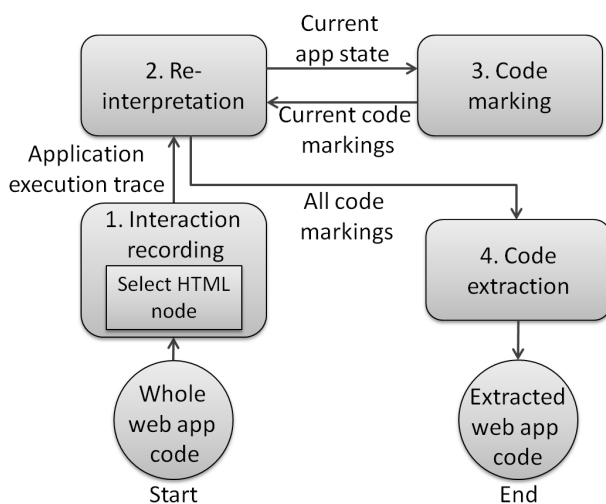 Current
app state
2. Re-
interpretation
3. Code
marking
Current code
markings
Application
execution trace
All code
markings
1. Interaction
recording
Select HTML
node
4. Code
extraction
Whole
web app
code
Extracted
web app
code
Start
End